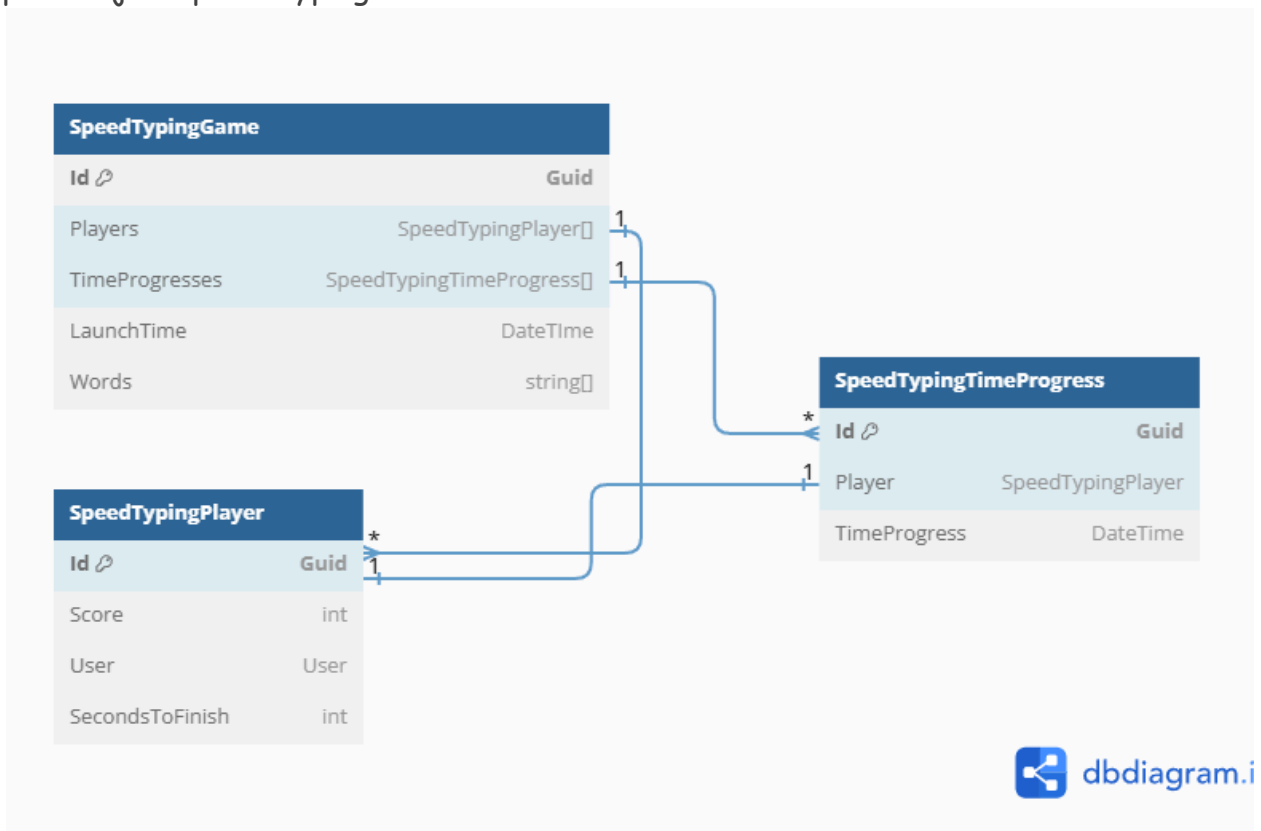 SpeedTypingGame
Id Guid
Players SpeedTypingPlayer[]
TimeProgresses SpeedTypingTimeProgress[]
LaunchTime DateTIme
Words string[]
1
1
SpeedTypingTimeProgress
* Id Guid
1 Player SpeedTypingPlayer
TimeProgress DateTime
SpeedTypingPlayer
*
Id Guid 1
Score int
User User
SecondsToFinish int
dbdiagram.i